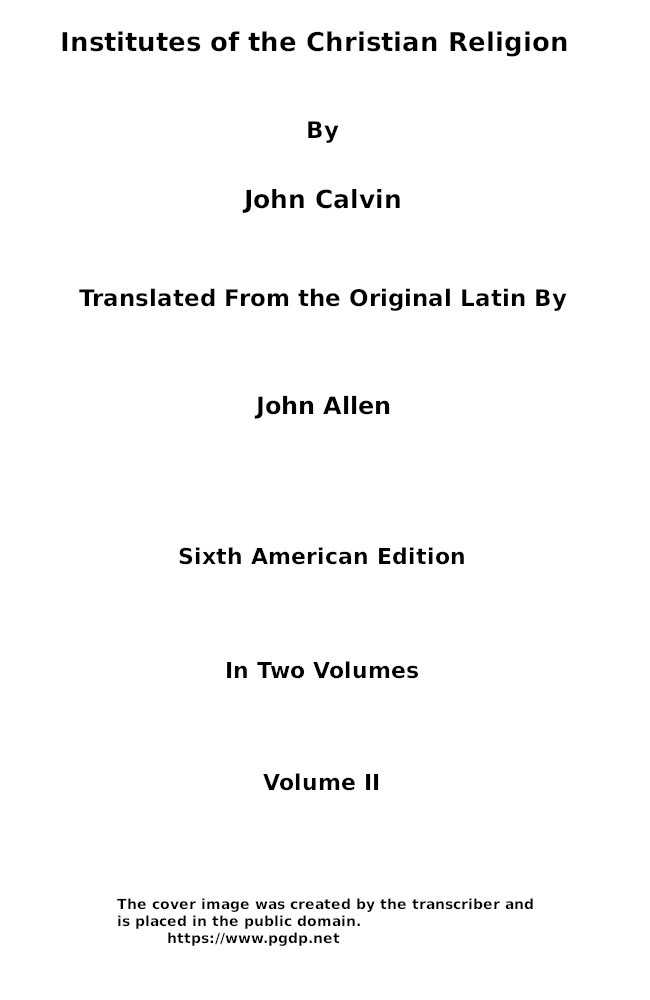 Institutes of the Christian Religion
By
John Calvin
Translated From the Original Latin By
John Allen
Sixth American Edition
In Two Volumes
Volume II
The cover image was created by the transcriber and
is placed in the public domain.
https://www.pgdp.net